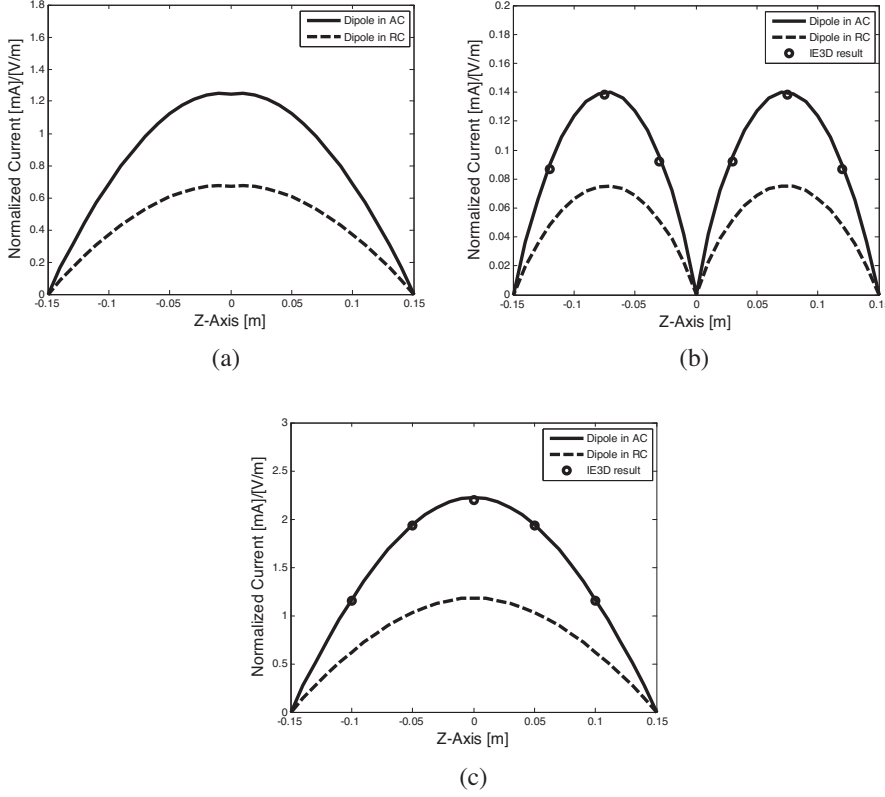 Normalized Current [mA]/[V/m]
1.8
1.6
1.4
1.2
1
0.8
0.6
0.4
0.2
0
-0.15
-0.1
-0.05
0
0.05
0.1
0.15
Z-Axis [m]
Dipole in AC
Dipole in RC
(a)
Normalized Current [mA]/[V/m]
0.2
0.18
0.16
0.14
0.12
0.1
0.08
0.06
0.04
0.02
0
-0.15
-0.1
-0.05
0
0.05
0.1
0.15
Z-Axis [m]
Dipole in AC
Dipole in RC
IE3D result
(b)
Normalized Current [mA]/[V/m]
3
2.5
2
1.5
1
0.5
0
-0.15
-0.1
-0.05
0
0.05
0.1
0.15
Z-Axis [m]
Dipole in AC
Dipole in RC
IE3D result
(c)